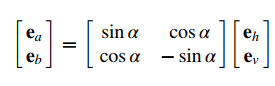 [e_a] = [sin α cos α] [e_h]
[e_b] [cos α − sin α] [e_v]